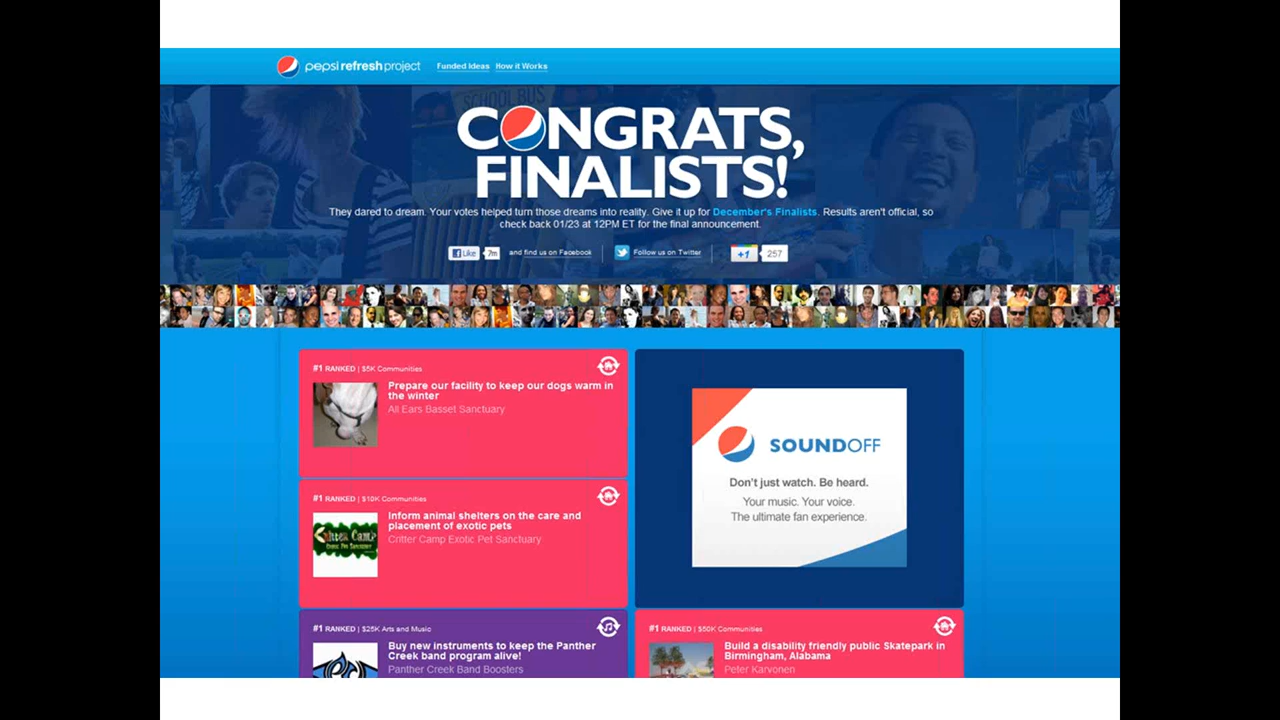 pepsi refresh project
Funded Ideas How it Works
SCHOOL BUS
CONGRATS,
FINALISTS!
They dared to dream. Your votes helped turn those dreams into reality. Give it up for December's Finalists. Results aren't official, so
check back 01/23 at 12PM ET for the final announcement.
Like 7m and find us on Facebook Follow us on Twitter +1 257
#1 RANKED | $5K Communities
Prepare our facility to keep our dogs warm in
the winter
All Ears Basset Sanctuary
SOUNDOFF
Don't just watch. Be heard.
Your music. Your voice.
The ultimate fan experience.
#1 RANKED | $10K Communities
Inform animal shelters on the care and
placement of exotic pets
Critter Camp Exotic Pet Sanctuary
Critter Camp
Exotic Pet Sanctuary
#1 RANKED | $25K Arts and Music
Buy new instruments to keep the Panther
Creek band program alive!
Panther Creek Band Boosters
#1 RANKED | $50K Communities
Build a disability friendly public Skatepark in
Birmingham, Alabama
Peter Karvonen